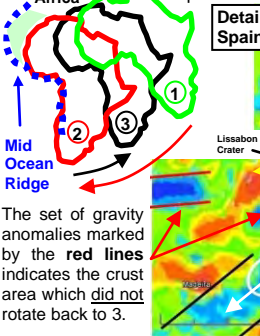 Africa
Detai
Spain
1
2
3
Mid
Ocean
Ridge
Lissabon
Crater
The set of gravity
anomalies marked
by the red lines
indicates the crust
area which did not
rotate back to 3.
Madeira